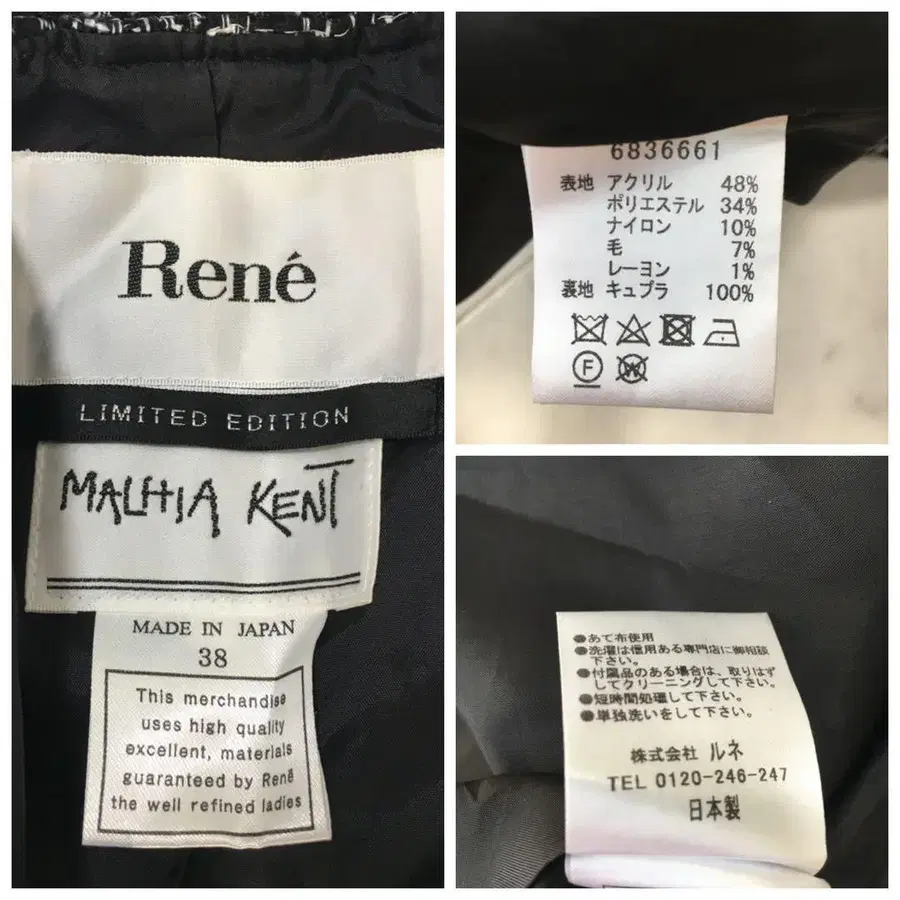 René
LIMITED EDITION
MALHIA KENT
MADE IN JAPAN
38
This merchandise
uses high quality
excellent, materials
guaranteed by René
the well refined ladies
6836661
表地 アクリル 48%
ポリエステル 34%
ナイロン 10%
毛 7%
レーヨン 1%
裏地 キュプラ 100%
F W
●あて布使用
●洗濯は信用ある専門店に御相談
下さい。
●付属品のある場合は、取りはず
してクリーニングして下さい。
●短時間処理して下さい。
●単独洗いをして下さい。
株式会社 ルネ
TEL 0120-246-247
日本製